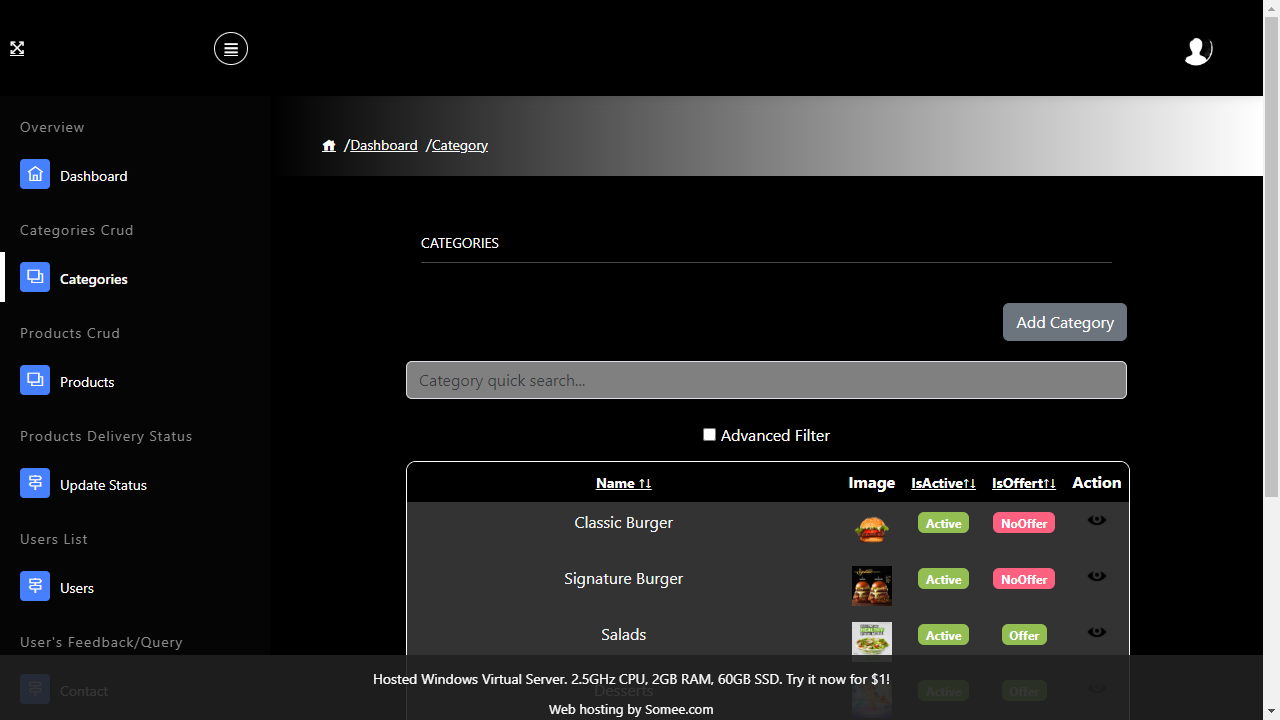 /Dashboard /Category
Overview
Dashboard
Categories Crud
Categories
Products Crud
Products
Products Delivery Status
Update Status
Users List
Users
User's Feedback/Query
Contact
CATEGORIES
Add Category
Category quick search...
Advanced Filter
Name ↑↓ Image IsActive↑↓ IsOffert↑↓ Action
Classic Burger Active NoOffer
Signature Burger Active NoOffer
Salads Active Offer
Desserts Active Offer
Hosted Windows Virtual Server. 2.5GHz CPU, 2GB RAM, 60GB SSD. Try it now for $1!
Web hosting by Somee.com